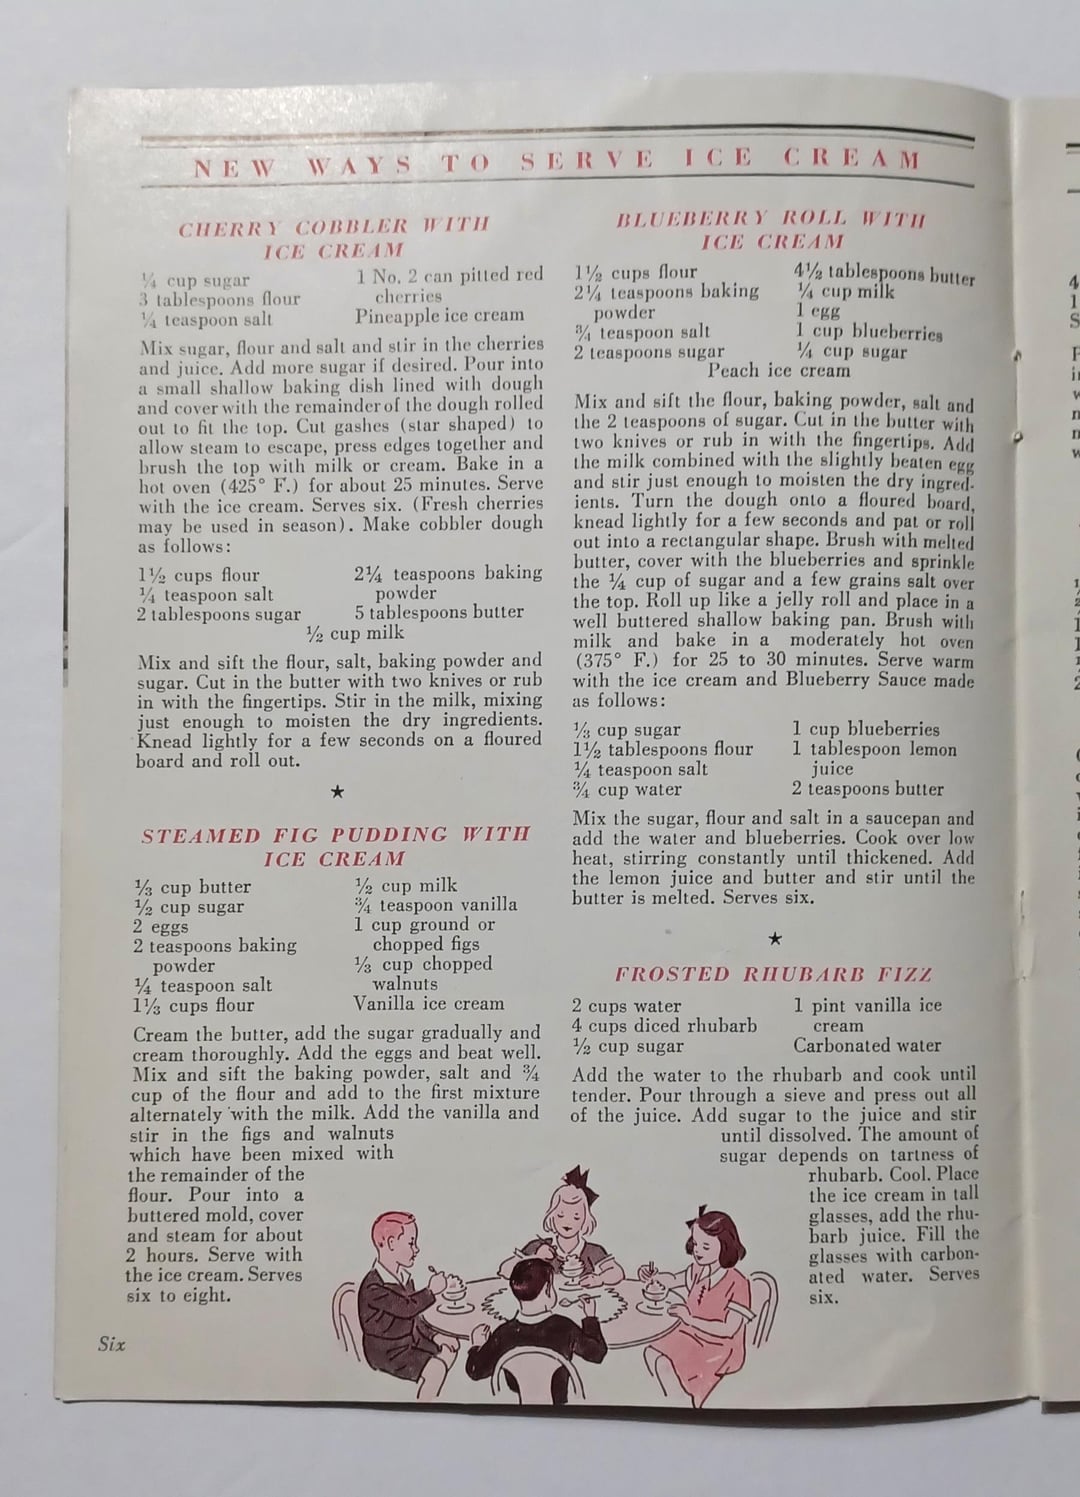 NEW WAYS TO SERVE ICE CREAM
CHERRY COBBLER WITH
ICE CREAM
¼ cup sugar
3 tablespoons flour
¼ teaspoon salt
1 No. 2 can pitted red
cherries
Pineapple ice cream
Mix sugar, flour and salt and stir in the cherries
and juice. Add more sugar if desired. Pour into
a small shallow baking dish lined with dough
and cover with the remainder of the dough rolled
out to fit the top. Cut gashes (star shaped) to
allow steam to escape, press edges together and
brush the top with milk or cream. Bake in a
hot oven (425° F.) for about 25 minutes. Serve
with the ice cream. Serves six. (Fresh cherries
may be used in season). Make cobbler dough
as follows:
1½ cups flour
¼ teaspoon salt
2 tablespoons sugar
2¼ teaspoons baking
powder
5 tablespoons butter
½ cup milk
Mix and sift the flour, salt, baking powder and
sugar. Cut in the butter with two knives or rub
in with the fingertips. Stir in the milk, mixing
just enough to moisten the dry ingredients.
Knead lightly for a few seconds on a floured
board and roll out.
★
STEAMED FIG PUDDING WITH
ICE CREAM
⅓ cup butter
½ cup sugar
2 eggs
2 teaspoons baking
powder
¼ teaspoon salt
1⅓ cups flour
½ cup milk
¾ teaspoon vanilla
1 cup ground or
chopped figs
⅓ cup chopped
walnuts
Vanilla ice cream
Cream the butter, add the sugar gradually and
cream thoroughly. Add the eggs and beat well.
Mix and sift the baking powder, salt and ¾
cup of the flour and add to the first mixture
alternately with the milk. Add the vanilla and
stir in the figs and walnuts
which have been mixed with
the remainder of the
flour. Pour into a
buttered mold, cover
and steam for about
2 hours. Serve with
the ice cream. Serves
six to eight.
Six
BLUEBERRY ROLL WITH
ICE CREAM
1½ cups flour
2¼ teaspoons baking
powder
¾ teaspoon salt
2 teaspoons sugar
4½ tablespoons butter
¼ cup milk
1 egg
1 cup blueberries
¼ cup sugar
Peach ice cream
Mix and sift the flour, baking powder, salt and
the 2 teaspoons of sugar. Cut in the butter with
two knives or rub in with the fingertips. Add
the milk combined with the slightly beaten egg
and stir just enough to moisten the dry ingred-
ients. Turn the dough onto a floured board,
knead lightly for a few seconds and pat or roll
out into a rectangular shape. Brush with melted
butter, cover with the blueberries and sprinkle
the ¼ cup of sugar and a few grains salt over
the top. Roll up like a jelly roll and place in a
well buttered shallow baking pan. Brush with
milk and bake in a moderately hot oven
(375° F.) for 25 to 30 minutes. Serve warm
with the ice cream and Blueberry Sauce made
as follows:
⅓ cup sugar
1½ tablespoons flour
¼ teaspoon salt
¾ cup water
1 cup blueberries
1 tablespoon lemon
juice
2 teaspoons butter
Mix the sugar, flour and salt in a saucepan and
add the water and blueberries. Cook over low
heat, stirring constantly until thickened. Add
the lemon juice and butter and stir until the
butter is melted. Serves six.
★
FROSTED RHUBARB FIZZ
2 cups water
4 cups diced rhubarb
½ cup sugar
1 pint vanilla ice
cream
Carbonated water
Add the water to the rhubarb and cook until
tender. Pour through a sieve and press out all
of the juice. Add sugar to the juice and stir
until dissolved. The amount of
sugar depends on tartness of
rhubarb. Cool. Place
the ice cream in tall
glasses, add the rhu-
barb juice. Fill the
glasses with carbon-
ated water. Serves
six.